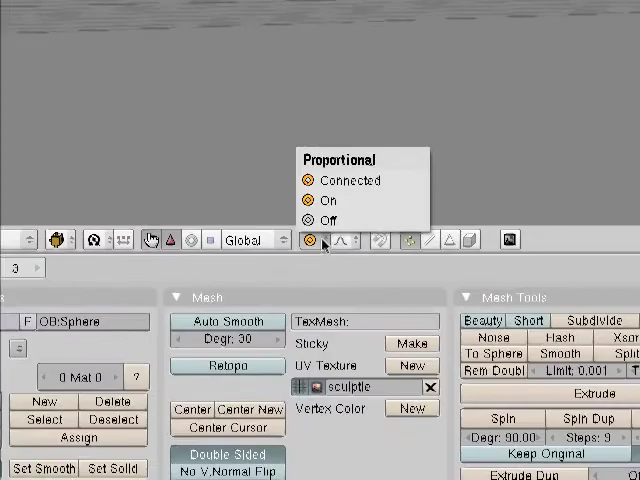 Proportional
Connected
On
Off
Global
3
Mesh
Mesh Tools
F OB:Sphere
Auto Smooth
TexMesh:
Beauty Short Subdivide
Degr: 30
Sticky Make
Noise Hash
To Sphere Smooth
Retopo
UV Texture New
Rem Doubl Limit: 0.001
0 Mat 0 ?
sculptie
Extrude
New Delete
Center Center New
Vertex Color New
Select Deselect
Center Cursor
Spin Spin Dup
Assign
Degr: 90.00 Steps: 9
Double Sided
Keep Original
Set Smooth Set Solid
No V.Normal Flip
Extrude Dup